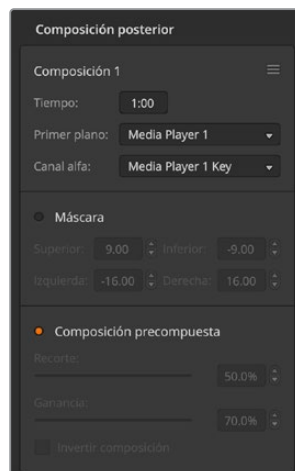 Composición posterior
Composición 1
Tiempo: 1:00
Primer plano: Media Player 1
Canal alfa: Media Player 1 Key
Máscara
Superior: 9.00 Inferior: -9.00
Izquierda: -16.00 Derecha: 16.00
Composición precompuesta
Recorte:
50.0%
Ganancia:
70.0%
Invertir composición